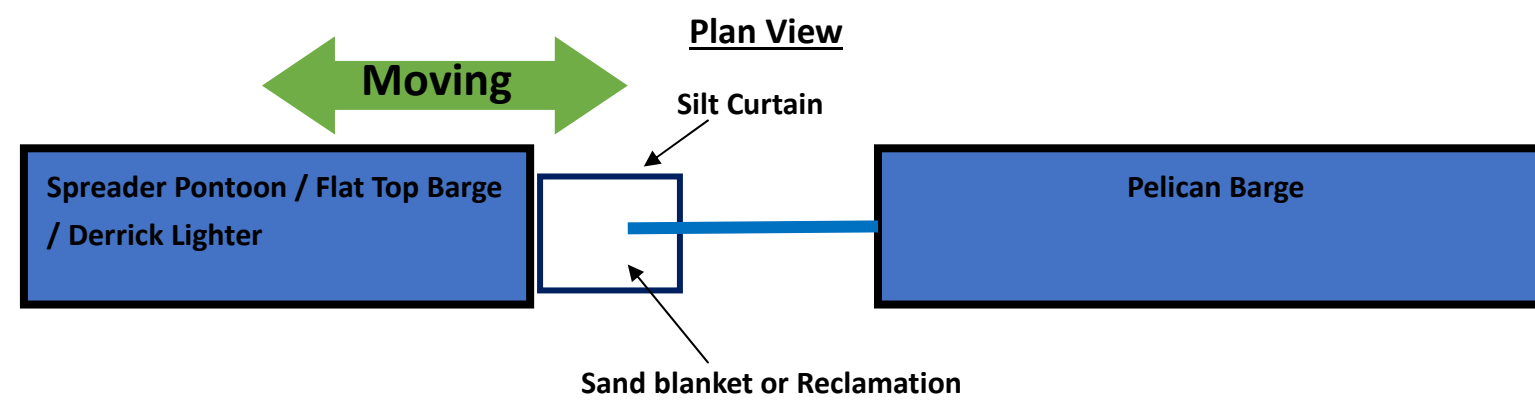 Plan View
Moving
Silt Curtain
Spreader Pontoon / Flat Top Barge
/ Derrick Lighter
Pelican Barge
Sand blanket or Reclamation